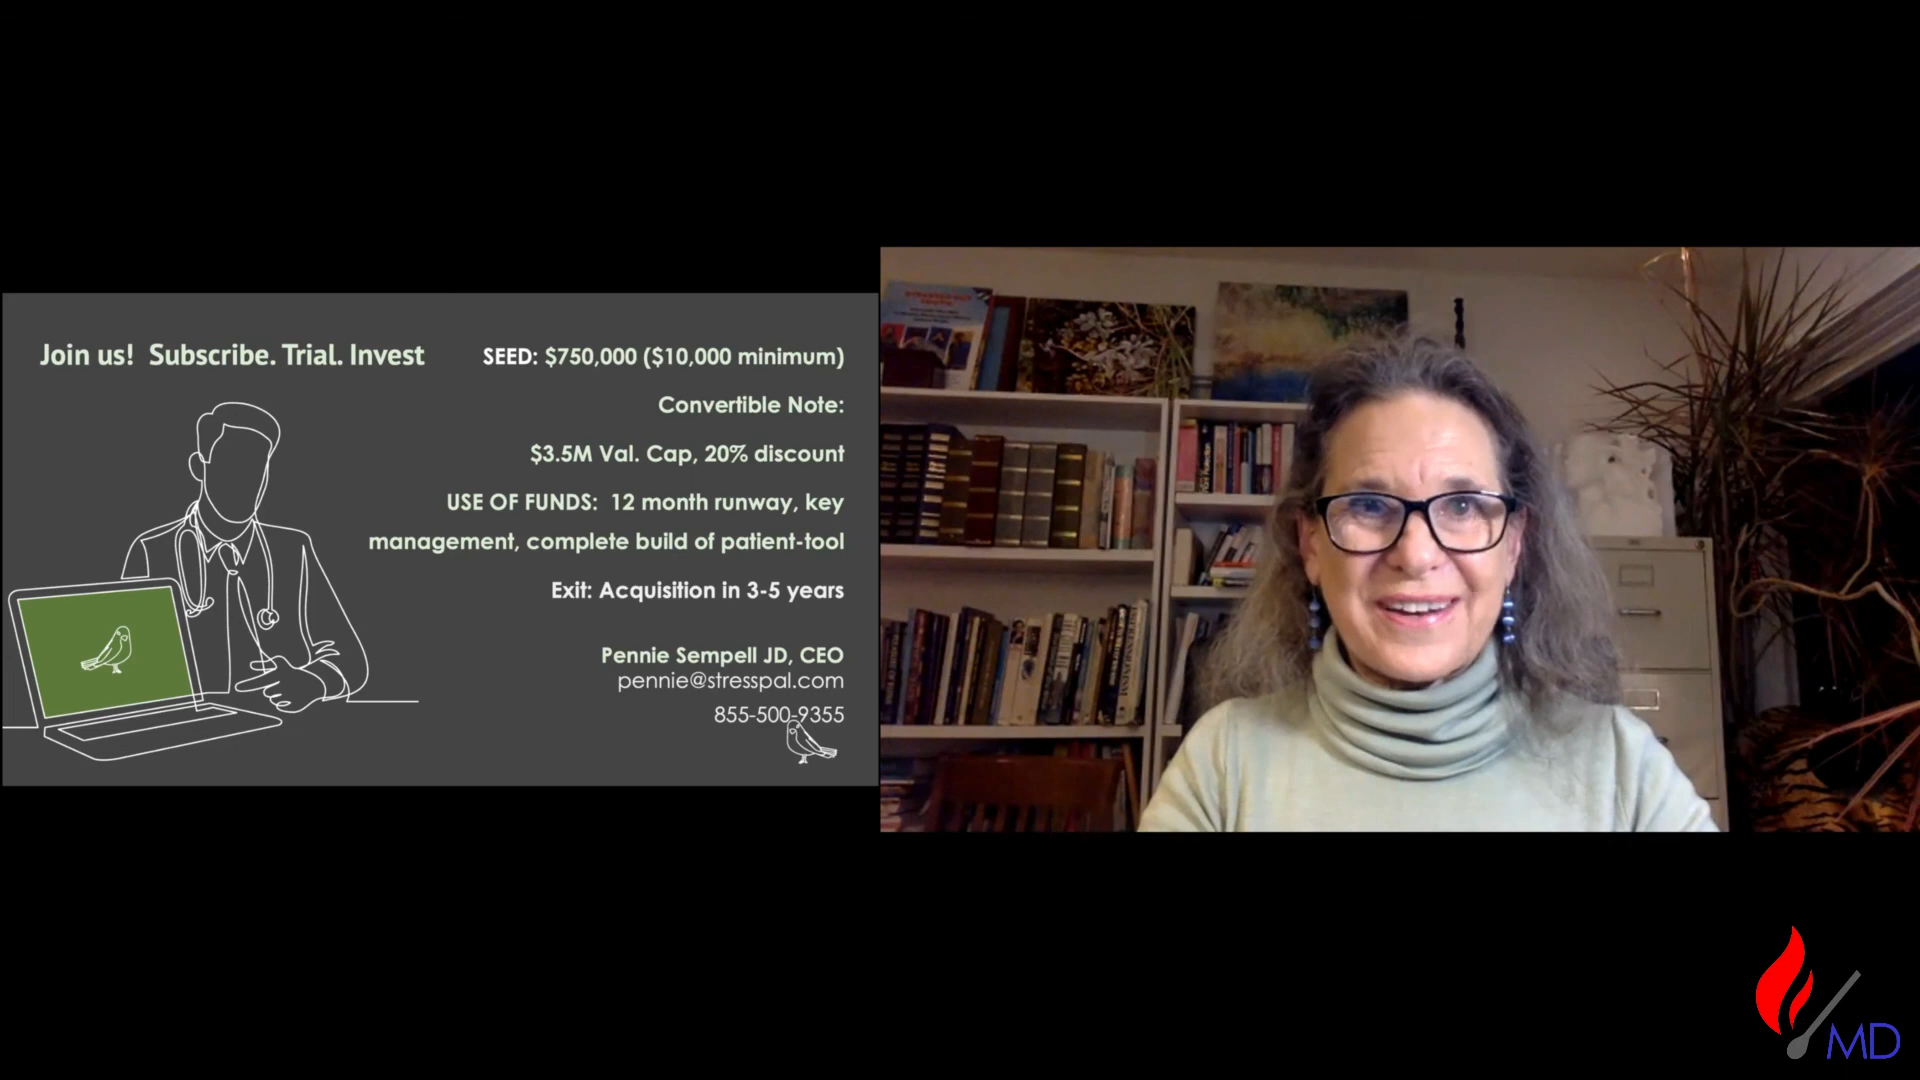 Join us!  Subscribe. Trial. Invest
SEED: $750,000 ($10,000 minimum)
Convertible Note:
$3.5M Val. Cap, 20% discount
USE OF FUNDS:  12 month runway, key
management, complete build of patient-tool
Exit: Acquisition in 3-5 years
Pennie Sempell JD, CEO
pennie@stresspal.com
855-500-9355
MD